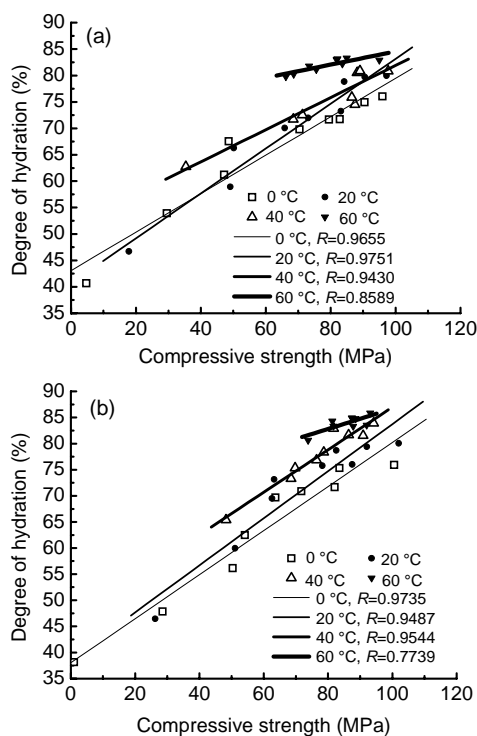 (a)
90
85
80
75
70
65
60
55
50
45
40
35
Degree of hydration (%)
0 °C 20 °C
40 °C 60 °C
0 °C, R=0.9655
20 °C, R=0.9751
40 °C, R=0.9430
60 °C, R=0.8589
0 20 40 60 80 100 120
Compressive strength (MPa)
(b)
90
85
80
75
70
65
60
55
50
45
40
35
Degree of hydration (%)
0 °C 20 °C
40 °C 60 °C
0 °C, R=0.9735
20 °C, R=0.9487
40 °C, R=0.9544
60 °C, R=0.7739
0 20 40 60 80 100 120
Compressive strength (MPa)